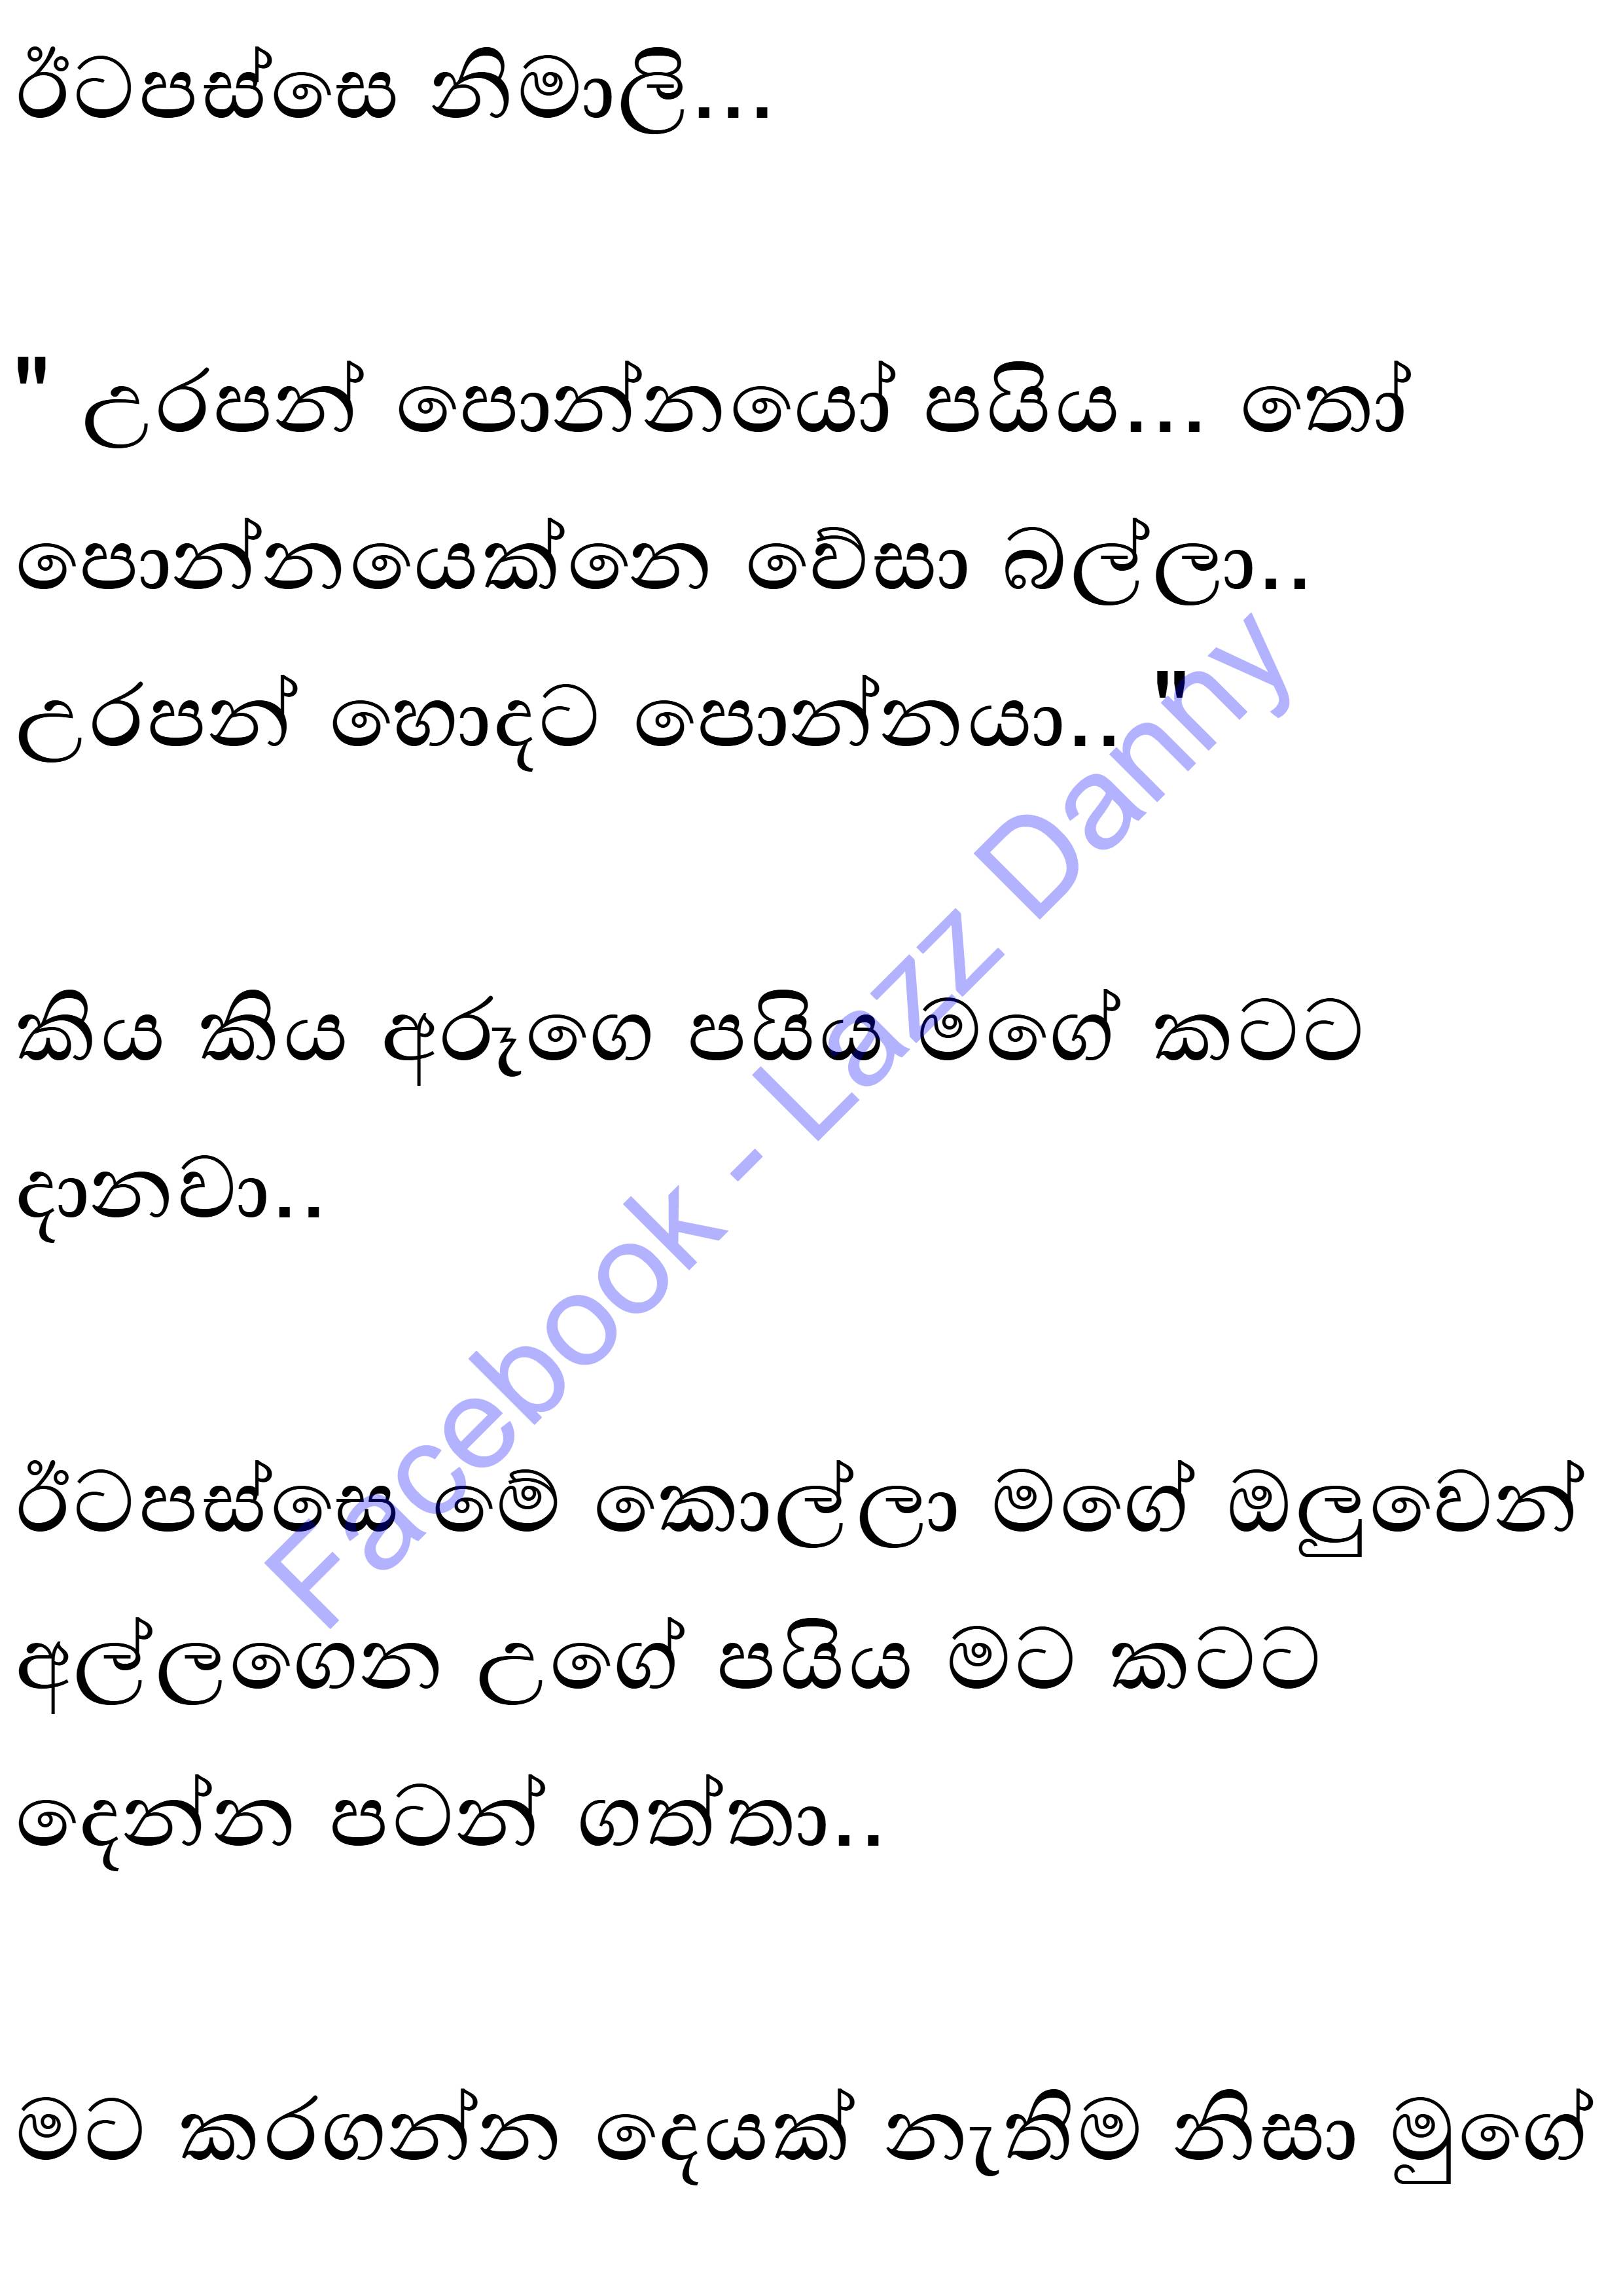 ඊටපස්සෙ නිමාලි...
" උරපන් පොන්නයෝ පයිය... තෝ
පොන්නයෙක්නෙ වේසා බල්ලා..
උරපන් හොදට පොන්නයා.. "
කිය කිය අරූගෙ පයිය මගේ කටට
දානවා..
ඊටපස්සෙ මේ කොල්ලා මගේ ඔලුවෙන්
අල්ලගෙන උගේ පයිය මට කටට
දෙන්න පටන් ගත්තා..
මට කරගන්න දෙයක් නැතිම නිසා මුගේ
Facebook - Lazz Danny